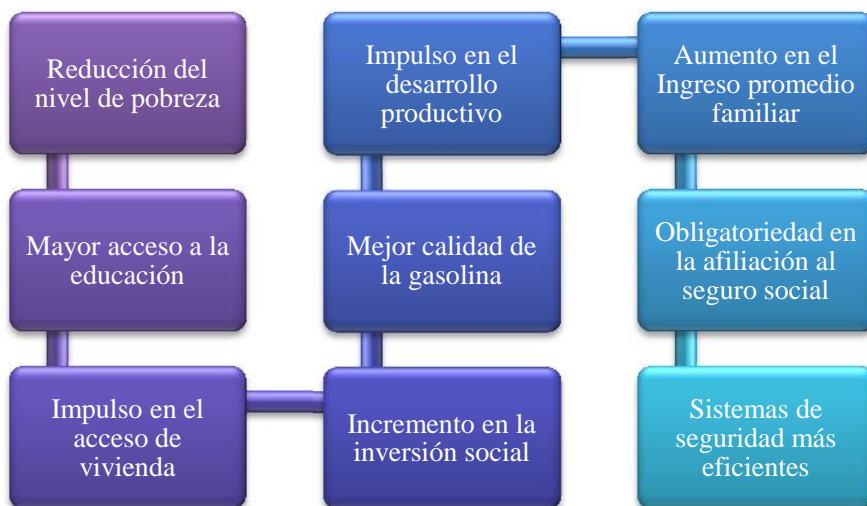 Reducción del
nivel de pobreza
Mayor acceso a la
educación
Impulso en el
acceso de
vivienda
Incremento en la
inversión social
Mejor calidad de
la gasolina
Impulso en el
desarrollo
productivo
Aumento en el
Ingreso promedio
familiar
Obligatoriedad en
la afiliación al
seguro social
Sistemas de
seguridad más
eficientes